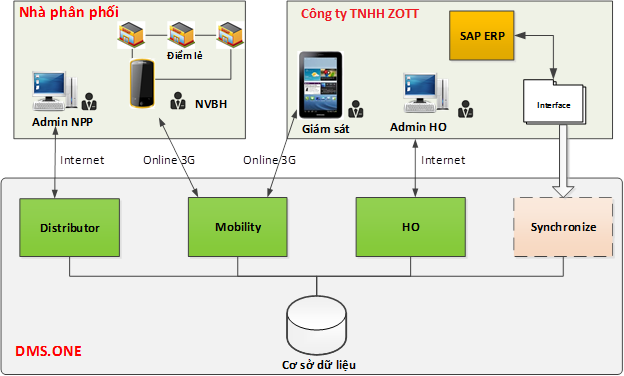 Nhà phân phối
Công ty TNHH ZOTT
SAP ERP
Điểm lẻ
NVBH
Admin NPP
Giám sát
Admin HO
Interface
Internet
Online 3G
Online 3G
Internet
Distributor
Mobility
HO
Synchronize
DMS.ONE
Cơ sở dữ liệu